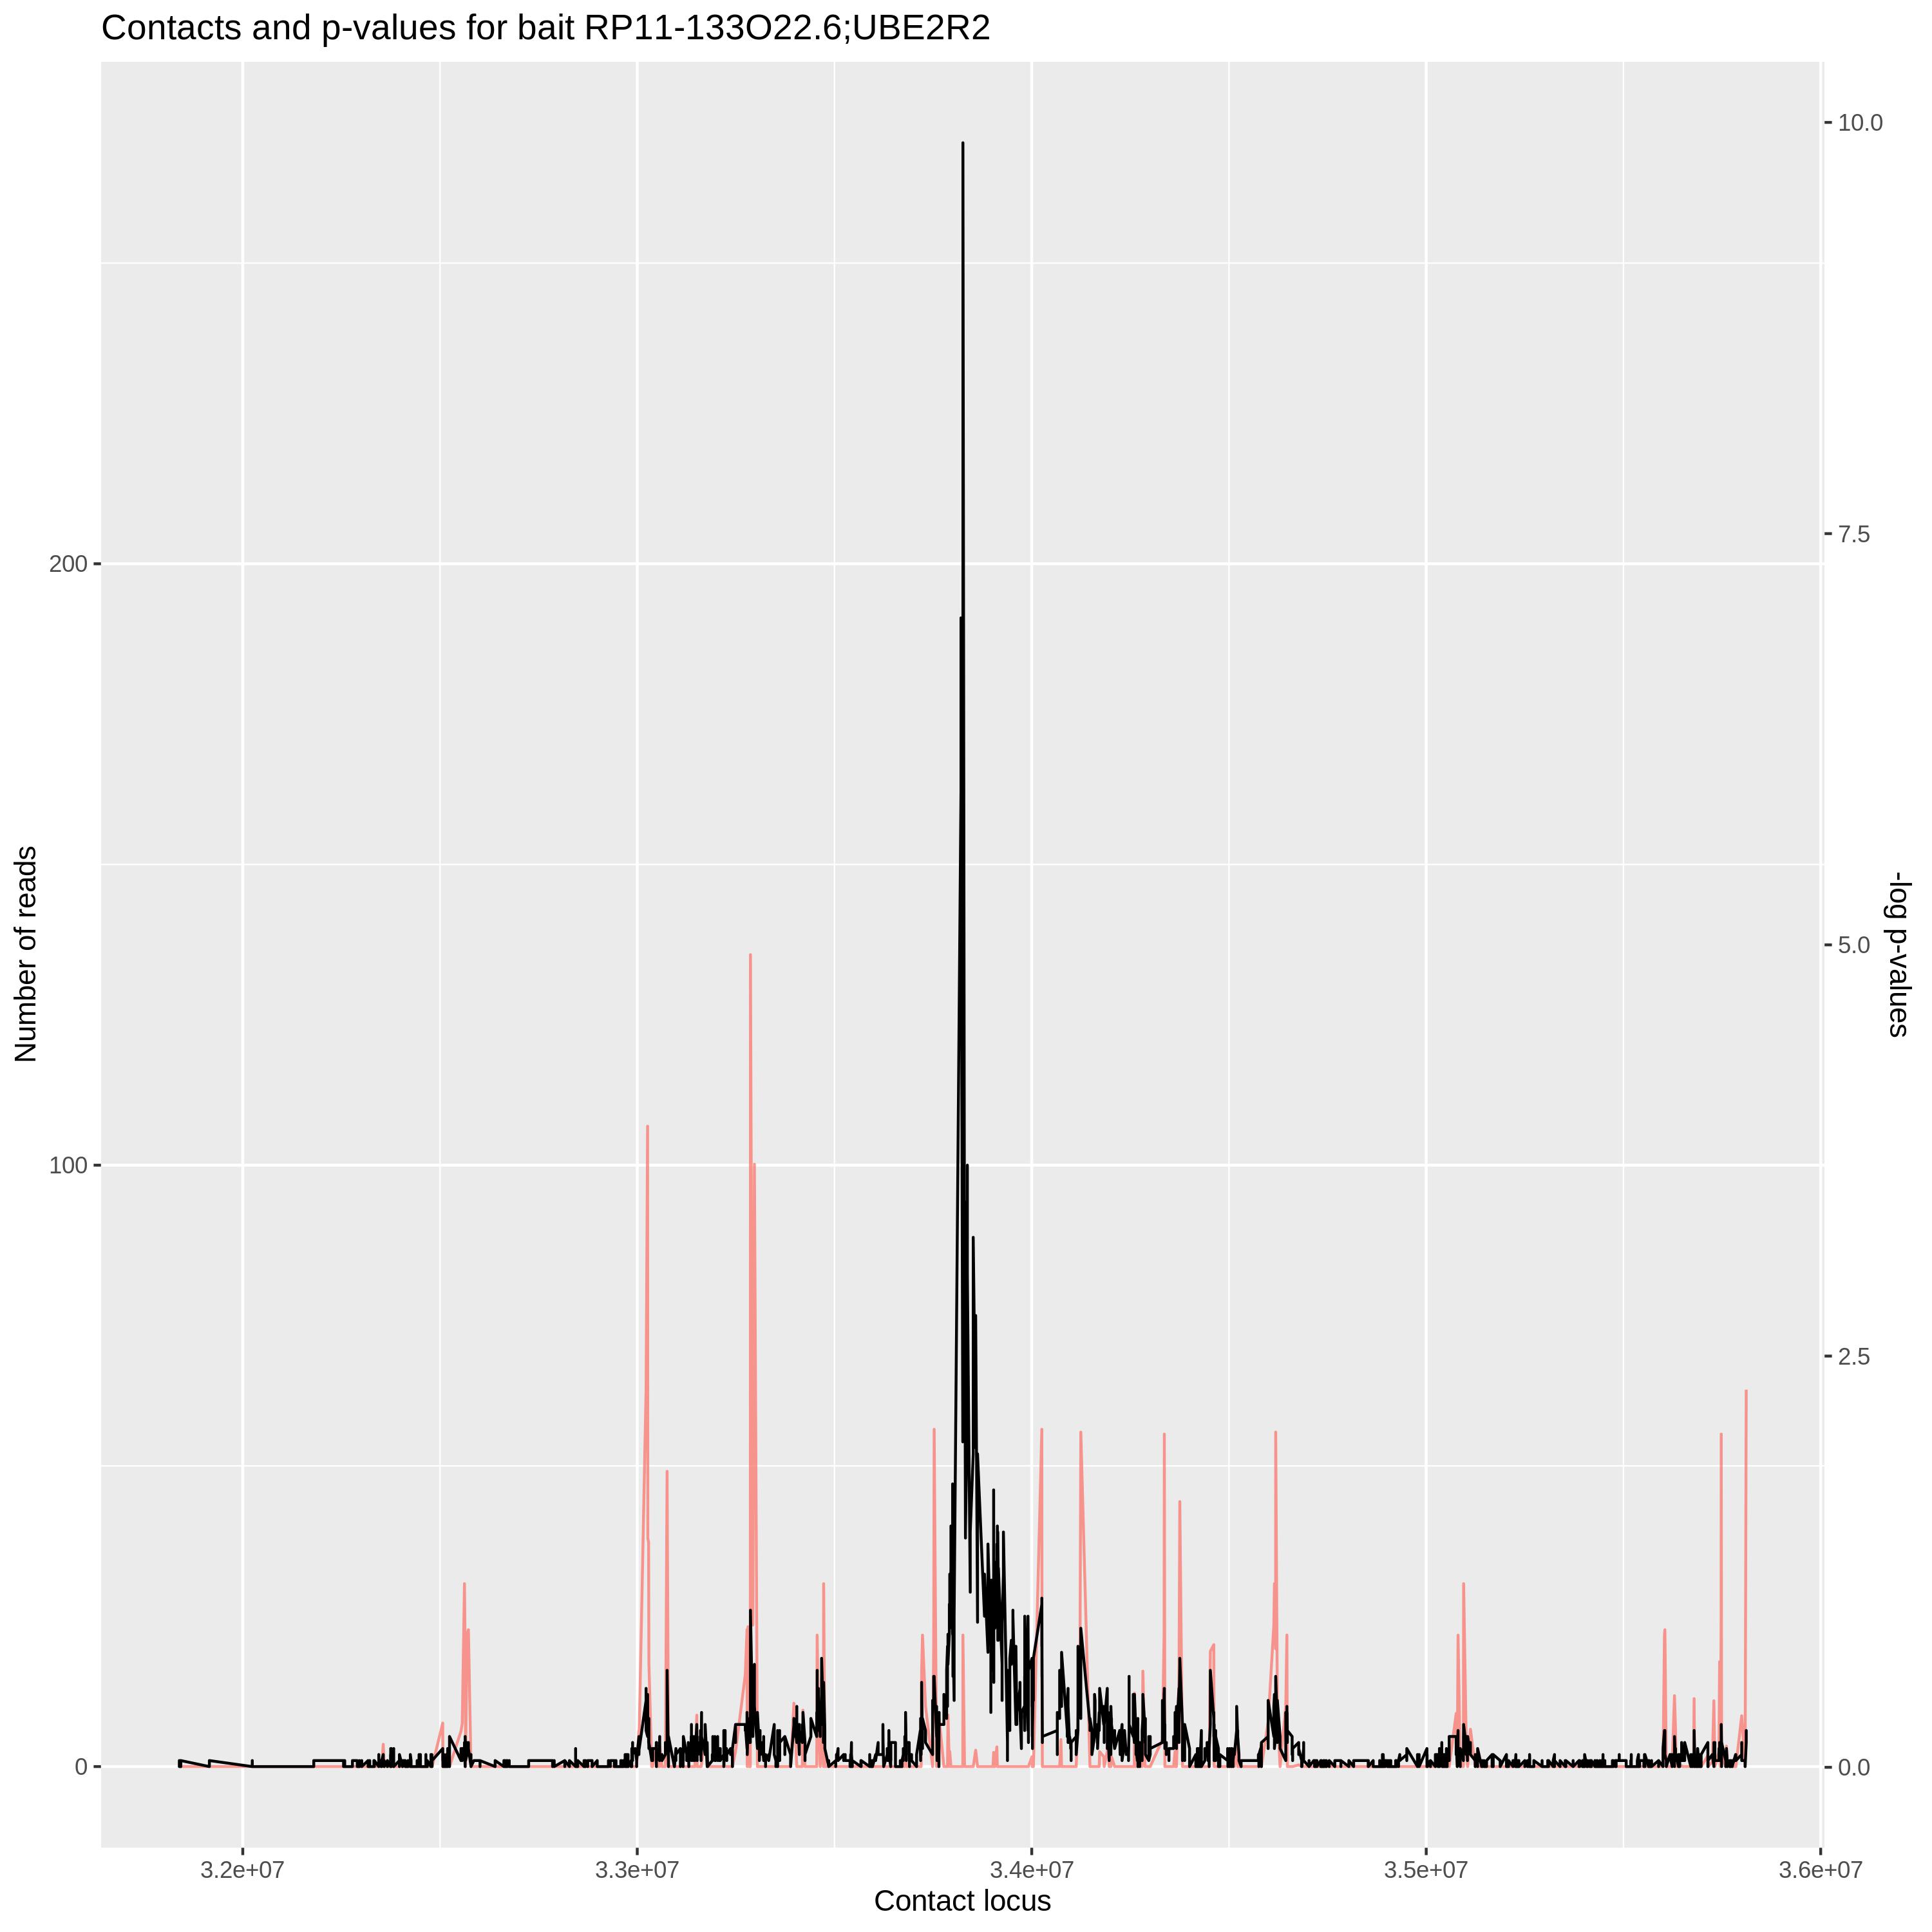 Contacts and p-values for bait RP11-133O22.6;UBE2R2
10.0
7.5
200
5.0
Number of reads
-log p-values
100
2.5
0
0.0
3.2e+07
3.3e+07
3.4e+07
3.5e+07
3.6e+07
Contact locus